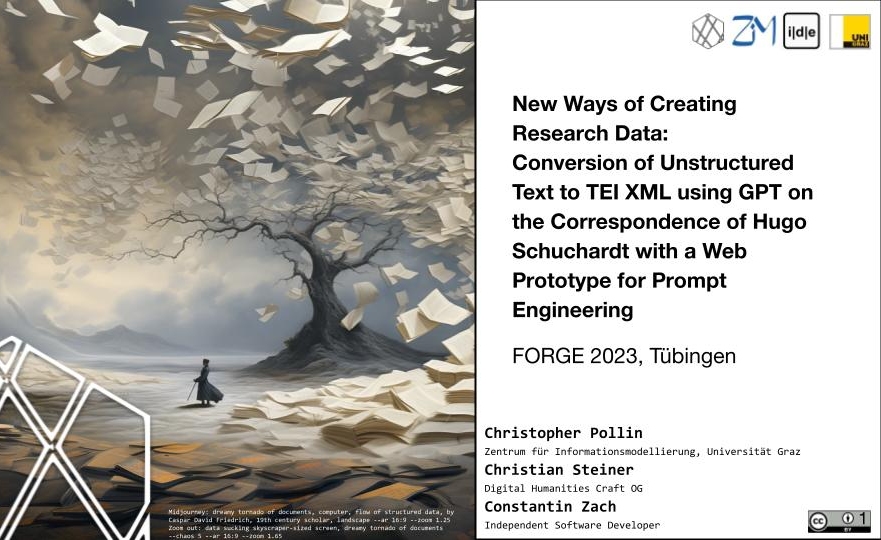 ZIM
i|d|e
UNI
GRAZ
New Ways of Creating
Research Data:
Conversion of Unstructured
Text to TEI XML using GPT on
the Correspondence of Hugo
Schuchardt with a Web
Prototype for Prompt
Engineering
FORGE 2023, Tübingen
Christopher Pollin
Zentrum für Informationsmodellierung, Universität Graz
Christian Steiner
Digital Humanities Craft OG
Constantin Zach
Independent Software Developer
Midjourney: dreamy tornado of documents, computer, flow of structured data, by
Caspar David Friedrich, 19th century scholar, landscape --ar 16:9 --zoom 1.25
Zoom out: data sucking skyscraper-sized screen, dreamy tornado of documents
--chaos 5 --ar 16:9 --zoom 1.65
cc BY 1